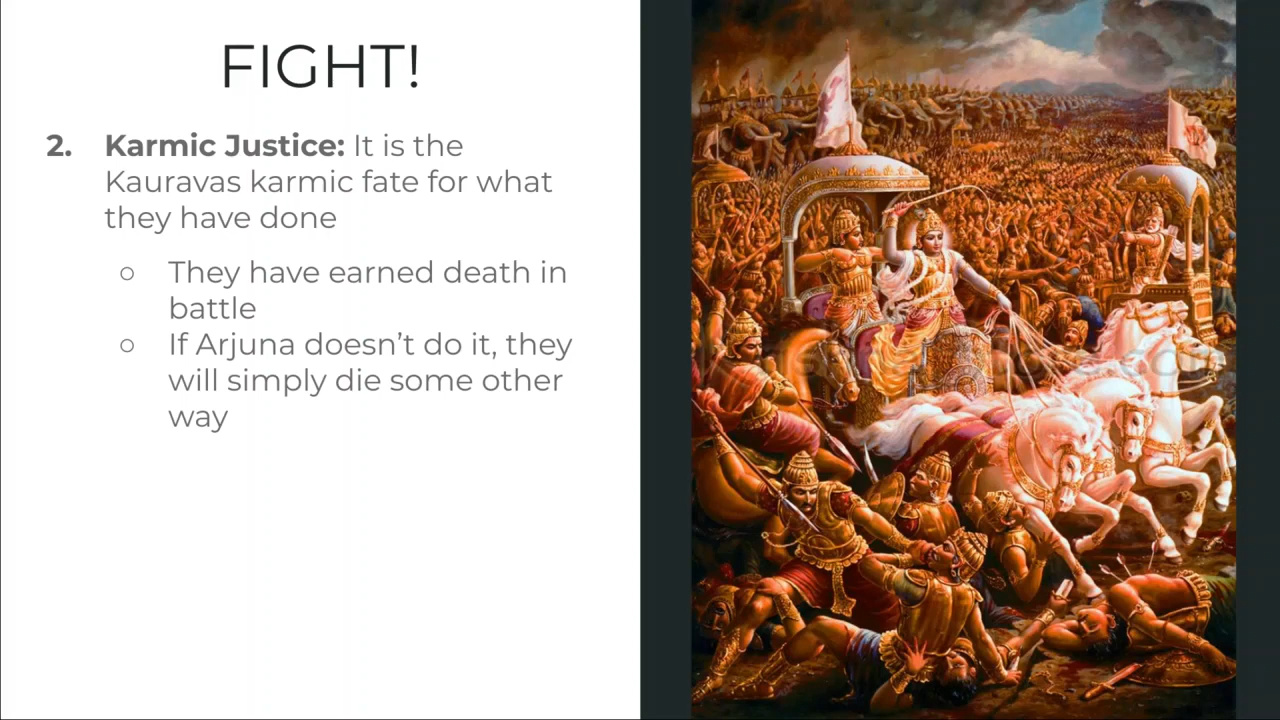 FIGHT!
2. Karmic Justice: It is the
Kauravas karmic fate for what
they have done
○ They have earned death in
battle
○ If Arjuna doesn’t do it, they
will simply die some other
way